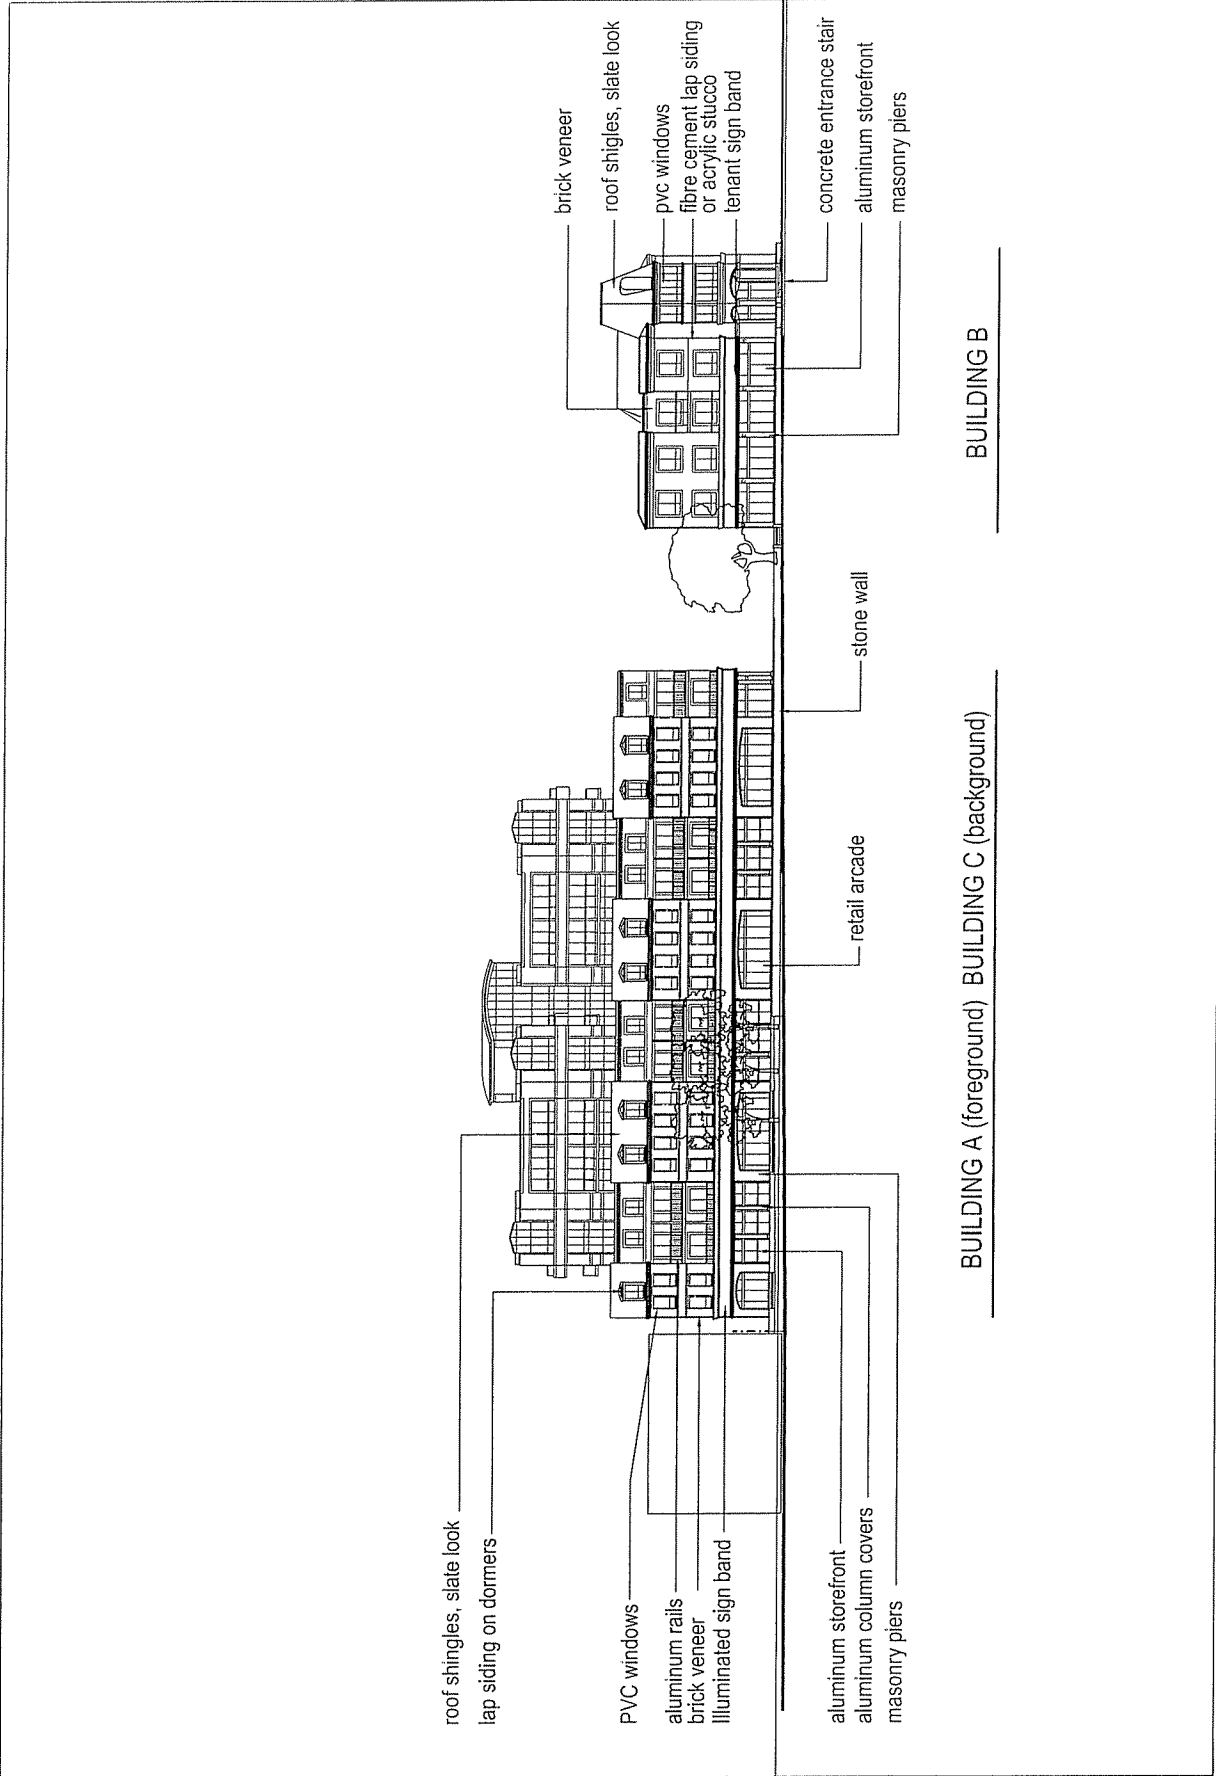 roof shingles, slate look
lap siding on dormers
PVC windows
aluminum rails
brick veneer
Illuminated sign band
aluminum storefront
aluminum column covers
masonry piers
retail arcade
stone wall
BUILDING A (foreground) BUILDING C (background)
brick veneer
roof shigles, slate look
pvc windows
fibre cement lap siding
or acrylic stucco
tenant sign band
concrete entrance stair
aluminum storefront
masonry piers
BUILDING B